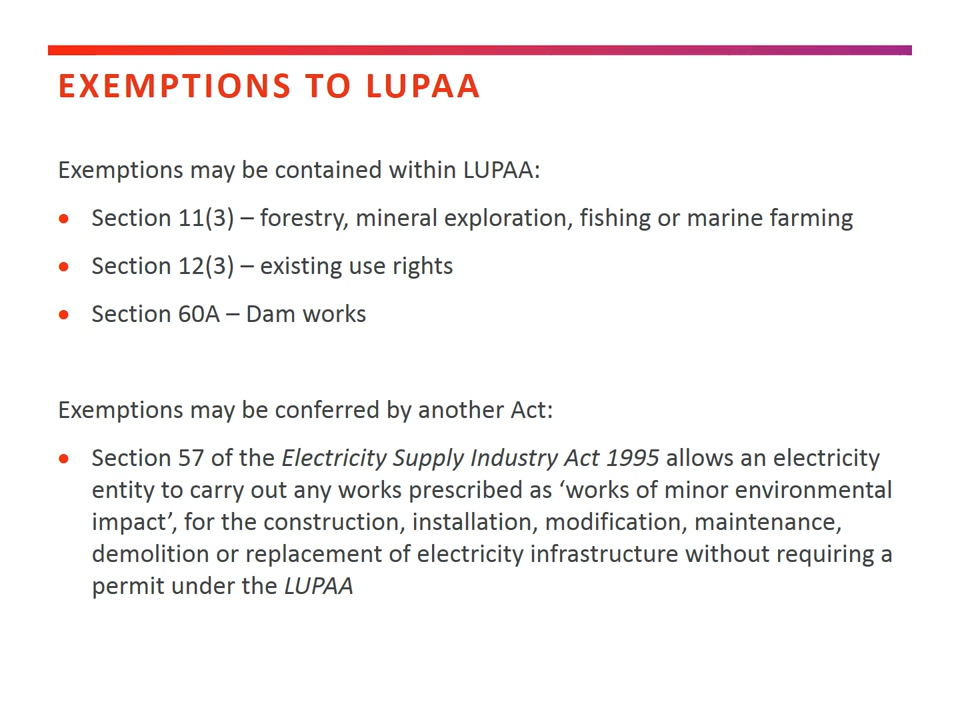 EXEMPTIONS TO LUPAA
Exemptions may be contained within LUPAA:
• Section 11(3) – forestry, mineral exploration, fishing or marine farming
• Section 12(3) – existing use rights
• Section 60A – Dam works
Exemptions may be conferred by another Act:
• Section 57 of the Electricity Supply Industry Act 1995 allows an electricity
entity to carry out any works prescribed as ‘works of minor environmental
impact’, for the construction, installation, modification, maintenance,
demolition or replacement of electricity infrastructure without requiring a
permit under the LUPAA